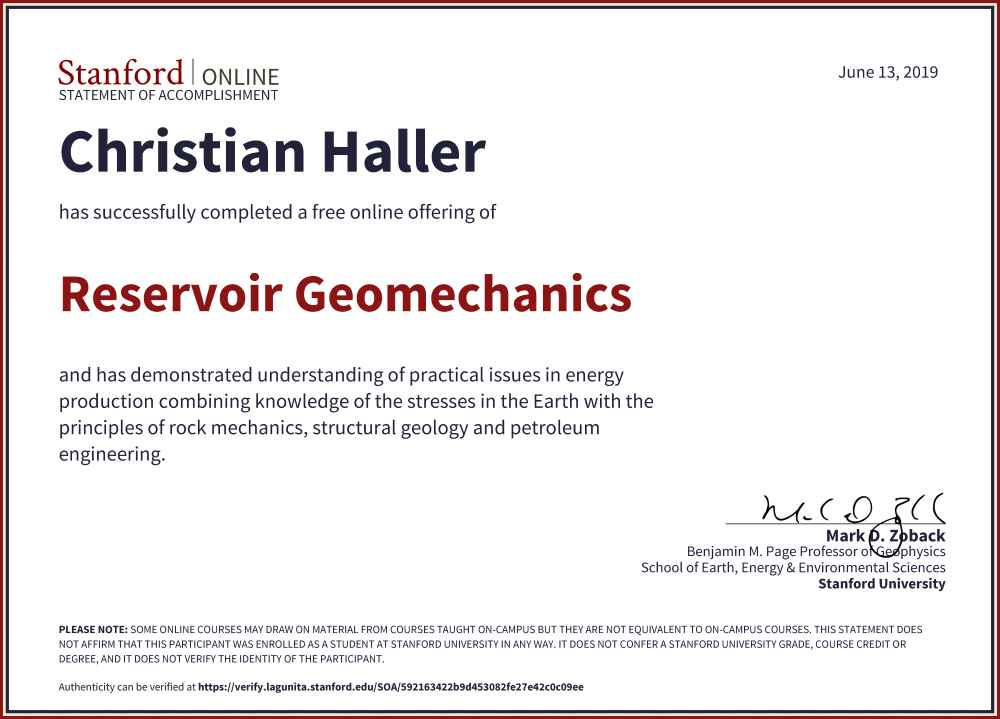 Stanford | ONLINE
STATEMENT OF ACCOMPLISHMENT
June 13, 2019
Christian Haller
has successfully completed a free online offering of
Reservoir Geomechanics
and has demonstrated understanding of practical issues in energy
production combining knowledge of the stresses in the Earth with the
principles of rock mechanics, structural geology and petroleum
engineering.
Mark D. Zoback
Benjamin M. Page Professor of Geophysics
School of Earth, Energy & Environmental Sciences
Stanford University
PLEASE NOTE: SOME ONLINE COURSES MAY DRAW ON MATERIAL FROM COURSES TAUGHT ON-CAMPUS BUT THEY ARE NOT EQUIVALENT TO ON-CAMPUS COURSES. THIS STATEMENT DOES
NOT AFFIRM THAT THIS PARTICIPANT WAS ENROLLED AS A STUDENT AT STANFORD UNIVERSITY IN ANY WAY. IT DOES NOT CONFER A STANFORD UNIVERSITY GRADE, COURSE CREDIT OR
DEGREE, AND IT DOES NOT VERIFY THE IDENTITY OF THE PARTICIPANT.
Authenticity can be verified at https://verify.lagunita.stanford.edu/SOA/592163422b9d453082fe27e42c0c09ee